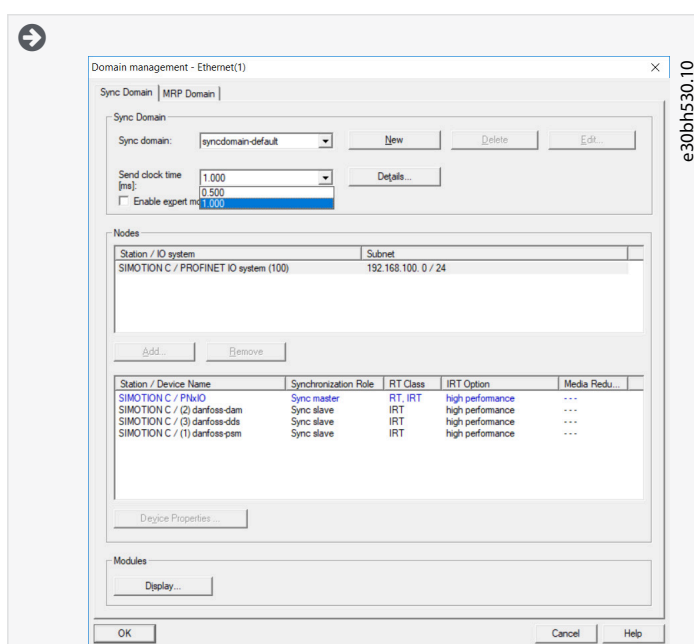 Domain management - Ethernet(1)
Sync Domain MRP Domain
Sync Domain
Sync domain: syncdomain-default New Delete Edit...
Send clock time [ms]: 1.000 Details...
0.500
Enable expert mo 1.000
Nodes
Station / IO system Subnet
SIMOTION C / PROFINET IO system (100) 192.168.100. 0 / 24
Add... Remove
Station / Device Name Synchronization Role RT Class IRT Option Media Redu...
SIMOTION C / PNxIO Sync master RT, IRT high performance ---
SIMOTION C / (2) danfoss-dam Sync slave IRT high performance ---
SIMOTION C / (3) danfoss-dds Sync slave IRT high performance ---
SIMOTION C / (1) danfoss-psm Sync slave IRT high performance ---
Device Properties ...
Modules
Display...
OK Cancel Help
e30bh530.10